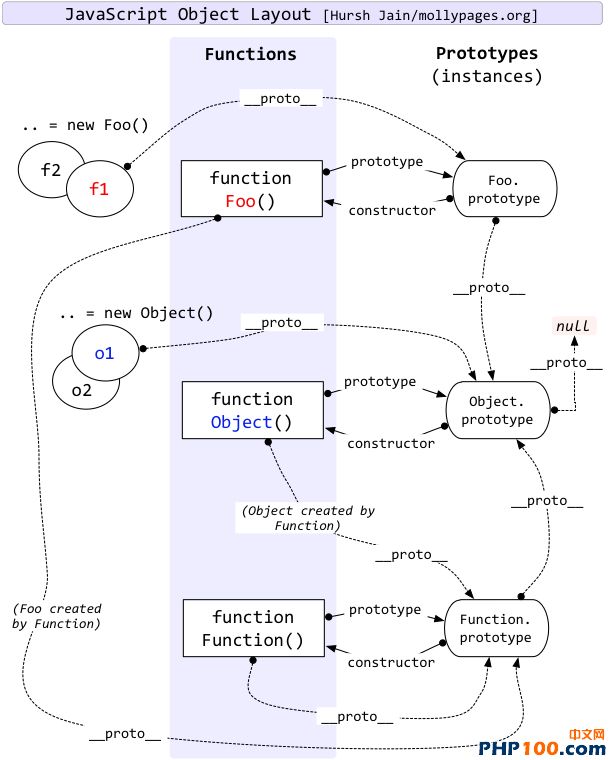 JavaScript Object Layout [Hursh Jain/mollypages.org]
Functions
Prototypes
(instances)
__proto__
.. = new Foo()
f2
f1
function
Foo()
prototype
constructor
Foo.
prototype
__proto__
.. = new Object()
o1
o2
__proto__
null
__proto__
function
Object()
prototype
constructor
Object.
prototype
(Object created by
Function)
__proto__
__proto__
(Foo created
by Function)
function
Function()
prototype
constructor
Function.
prototype
__proto__
__proto__
中文网
PHP100.com